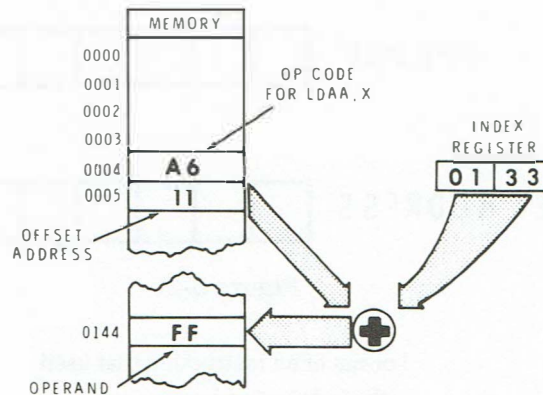 MEMORY
0000
0001
0002
0003
0004
0005
OP CODE
FOR LDAA,X
A6
11
OFFSET
ADDRESS
INDEX
REGISTER
01 33
0144
FF
OPERAND